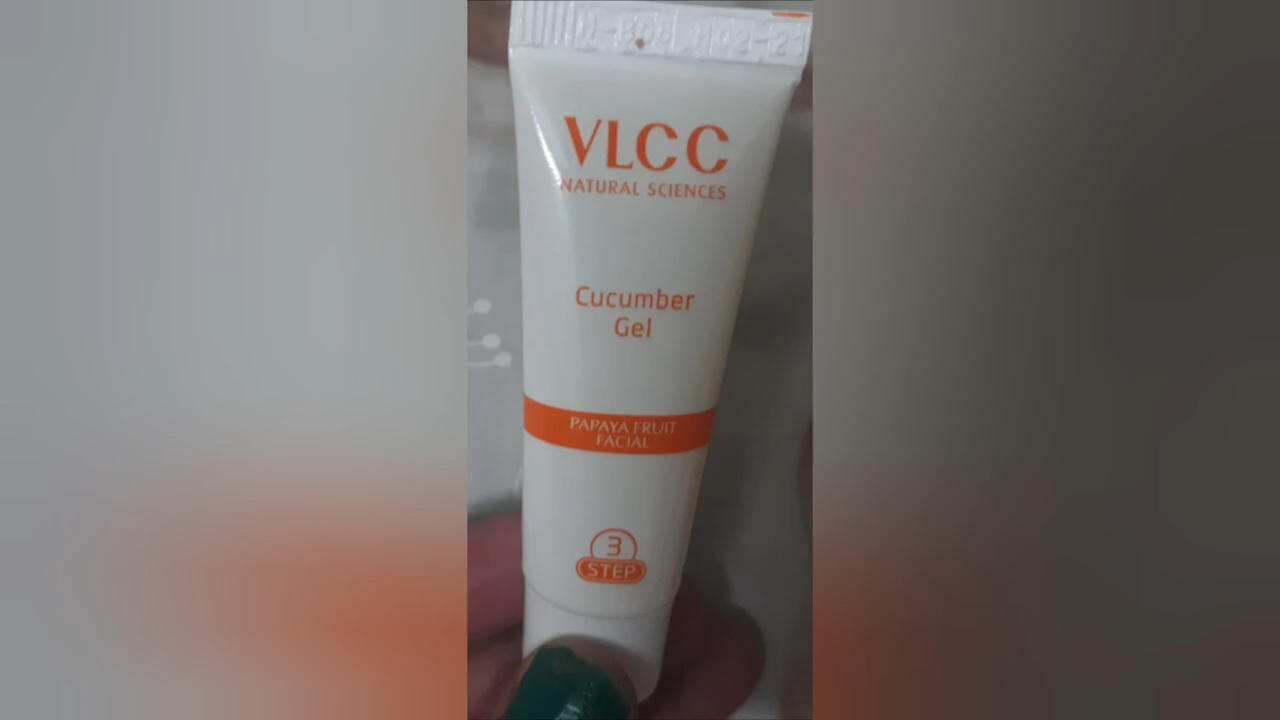 VLCC
NATURAL SCIENCES
Cucumber
Gel
PAPAYA FRUIT
FACIAL
3
STEP